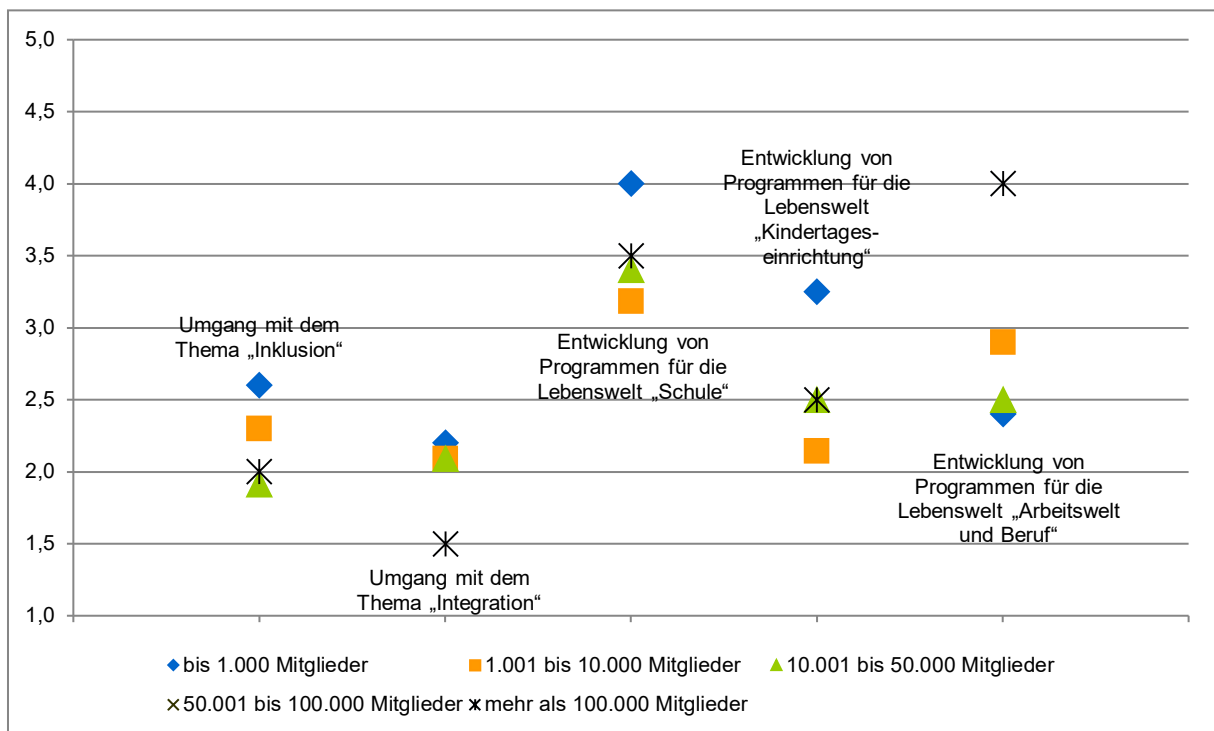 5,0
4,5
4,0
3,5
3,0
2,5
2,0
1,5
1,0
Umgang mit dem
Thema „Inklusion“
Umgang mit dem
Thema „Integration“
Entwicklung von
Programmen für die
Lebenswelt „Schule“
Entwicklung von
Programmen für die
Lebenswelt
„Kindertages-
einrichtung“
Entwicklung von
Programmen für die
Lebenswelt „Arbeitswelt
und Beruf“
bis 1.000 Mitglieder
1.001 bis 10.000 Mitglieder
10.001 bis 50.000 Mitglieder
50.001 bis 100.000 Mitglieder
mehr als 100.000 Mitglieder